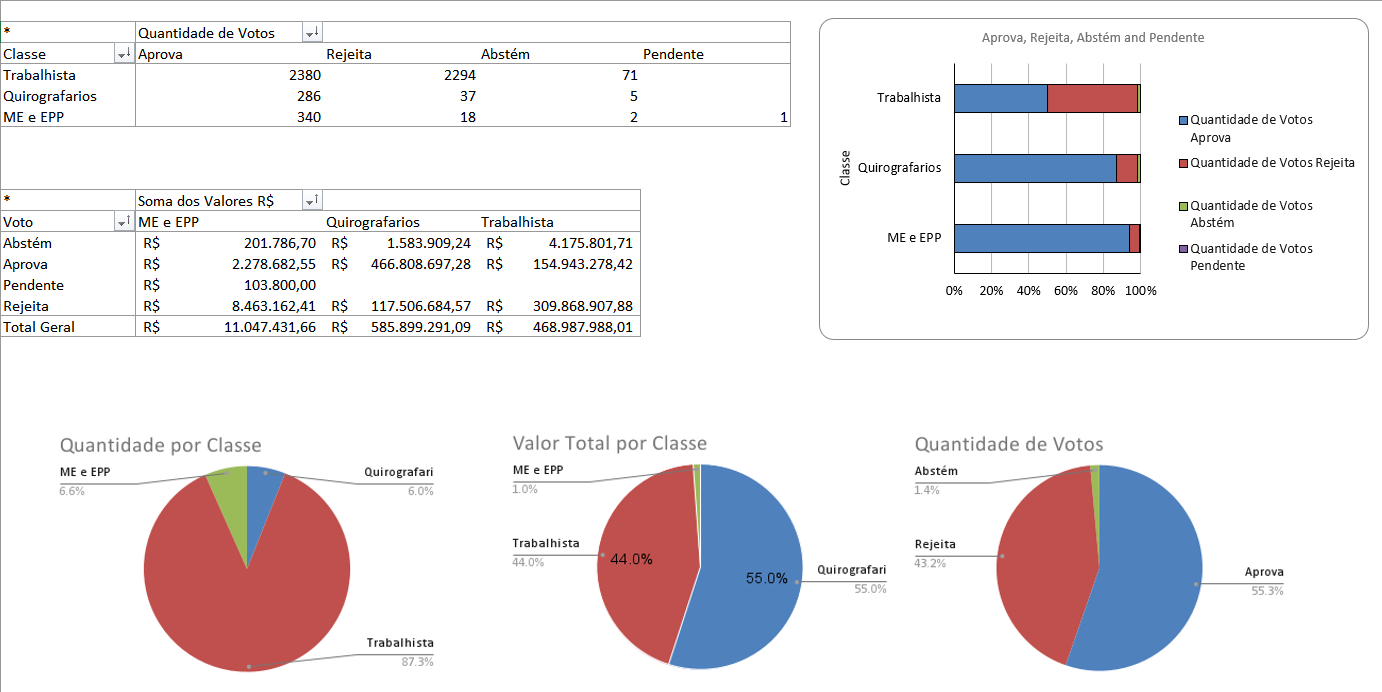 * Quantidade de Votos
Classe Aprova Rejeita Abstém Pendente
Trabalhista 2380 2294 71
Quirografarios 286 37 5
ME e EPP 340 18 2 1
* Soma dos Valores R$
Voto ME e EPP Quirografarios Trabalhista
Abstém R$ 201.786,70 R$ 1.583.909,24 R$ 4.175.801,71
Aprova R$ 2.278.682,55 R$ 466.808.697,28 R$ 154.943.278,42
Pendente R$ 103.800,00
Rejeita R$ 8.463.162,41 R$ 117.506.684,57 R$ 309.868.907,88
Total Geral R$ 11.047.431,66 R$ 585.899.291,09 R$ 468.987.988,01
Aprova, Rejeita, Abstém and Pendente
Classe
Trabalhista
Quirografarios
ME e EPP
0% 20% 40% 60% 80% 100%
Quantidade de Votos
Aprova
Quantidade de Votos Rejeita
Quantidade de Votos
Abstém
Quantidade de Votos
Pendente
Quantidade por Classe
ME e EPP
6.6%
Quirografari
6.0%
Trabalhista
87.3%
Valor Total por Classe
ME e EPP
1.0%
Trabalhista
44.0%
44.0%
55.0%
Quirografari
55.0%
Quantidade de Votos
Abstém
1.4%
Rejeita
43.2%
Aprova
55.3%